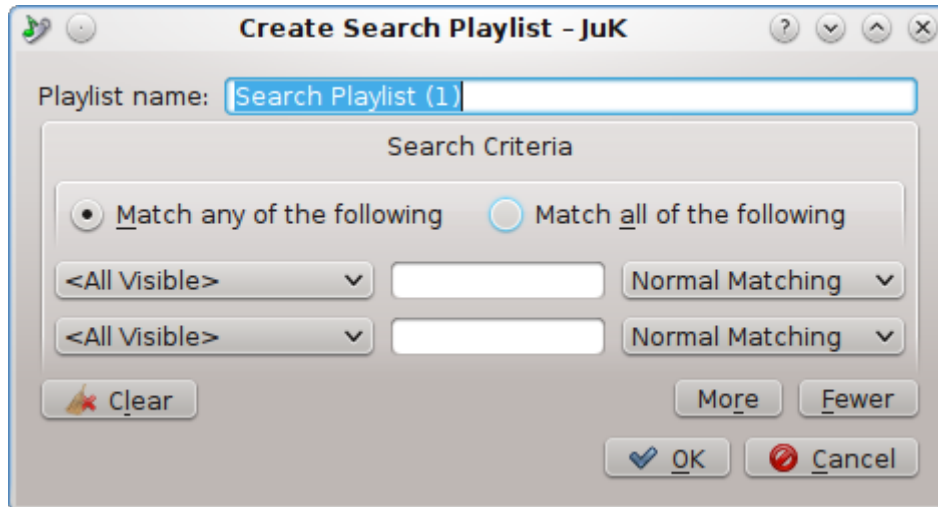 Create Search Playlist – JuK
Playlist name: Search Playlist (1)
Search Criteria
Match any of the following Match all of the following
<All Visible> Normal Matching
<All Visible> Normal Matching
Clear More Fewer
OK Cancel